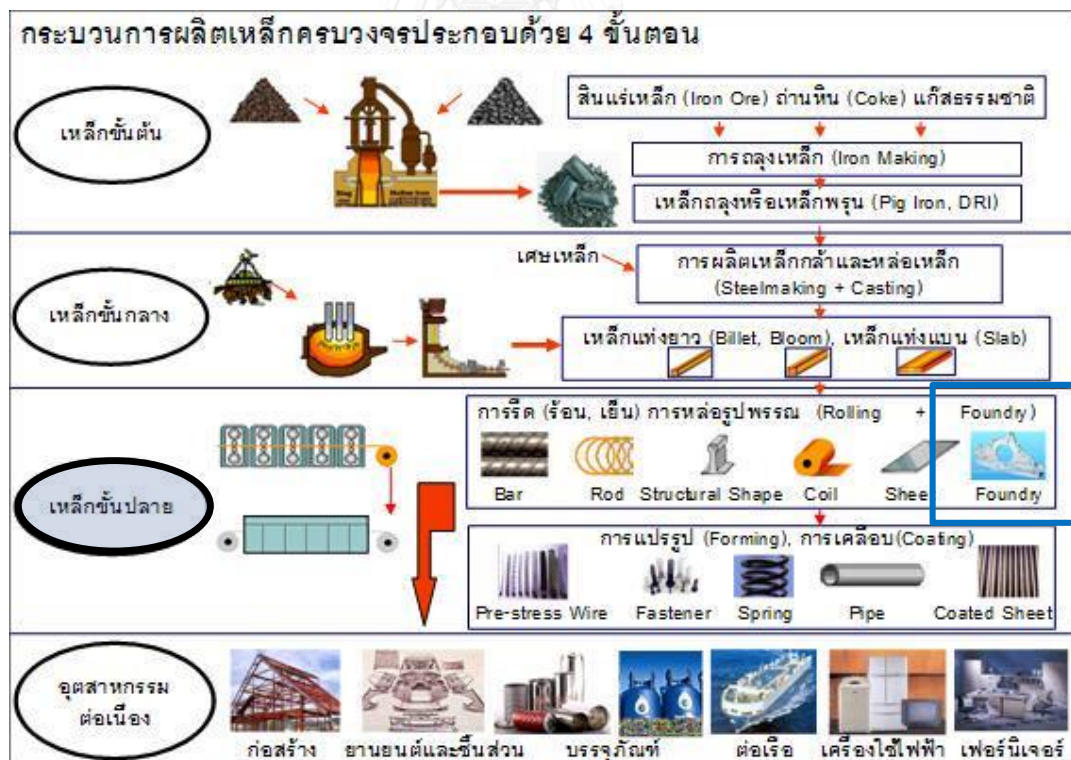 กระบวนการผลิตเหล็กครบวงจรประกอบด้วย 4 ขั้นตอน
เหล็กขั้นต้น
สินแร่เหล็ก (Iron Ore) ถ่านหิน (Coke) แก๊สธรรมชาติ
การถลุงเหล็ก (Iron Making)
เหล็กถลุงหรือเหล็กพรุน (Pig Iron, DRI)
Slag
เหล็กขั้นกลาง
เศษเหล็ก
การผลิตเหล็กกล้าและหล่อเหล็ก
(Steelmaking + Casting)
เหล็กแท่งยาว (Billet, Bloom), เหล็กแท่งแบน (Slab)
เหล็กขั้นปลาย
การรีด (ร้อน, เย็น) การหล่อรูปพรรณ (Rolling + Foundry)
Bar Rod Structural Shape Coil Sheet Foundry
การแปรรูป (Forming), การเคลือบ(Coating)
Pre-stress Wire Fastener Spring Pipe Coated Sheet
อุตสาหกรรม
ต่อเนื่อง
ก่อสร้าง ยานยนต์และชิ้นส่วน บรรจุภัณฑ์ ต่อเรือ เครื่องใช้ไฟฟ้า เฟอร์นิเจอร์